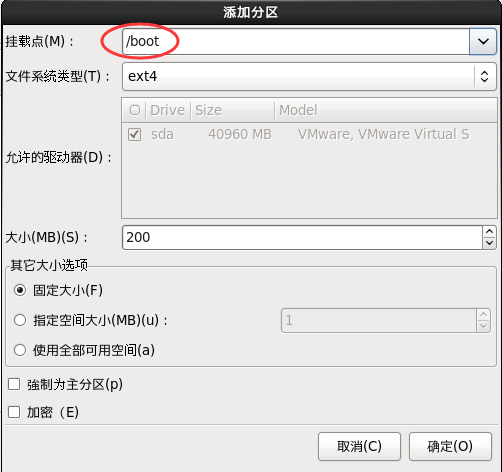 添加分区
挂载点(M)： /boot
文件系统类型(T)： ext4
Drive Size Model
允许的驱动器(D)： sda 40960 MB VMware, VMware Virtual S
大小(MB)(S)： 200
其它大小选项
固定大小(F)
指定空间大小(MB)(u)： 1
使用全部可用空间(a)
強制为主分区(p)
加密（E)
取消(C) 确定(O)